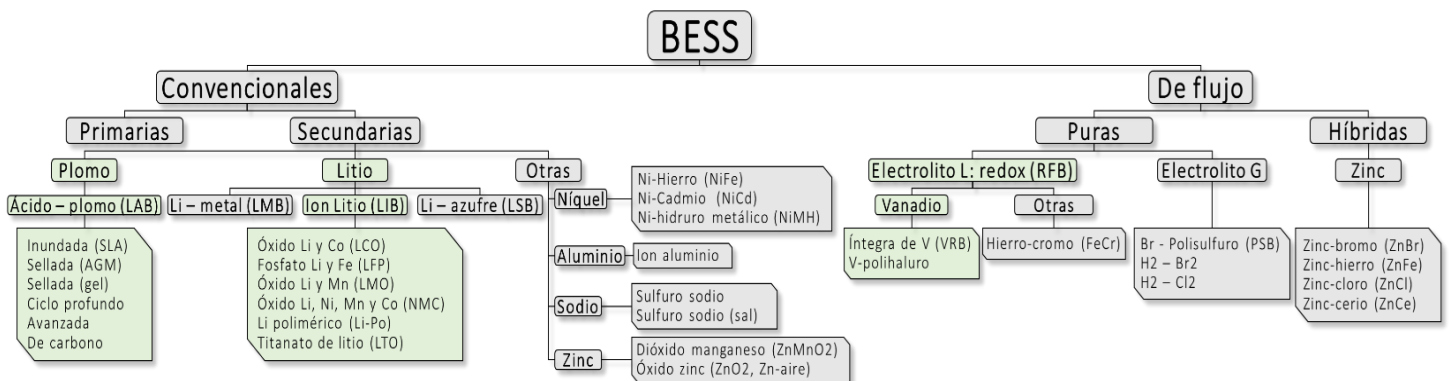 BESS
Convencionales
De flujo
Primarias
Secundarias
Puras
Híbridas
Plomo
Litio
Otras
Electrolito L: redox (RFB)
Electrolito G
Zinc
Ácido – plomo (LAB)
Li – metal (LMB)
Ion Litio (LIB)
Li – azufre (LSB)
Níquel
Ni-Hierro (NiFe)
Ni-Cadmio (NiCd)
Ni-hidruro metálico (NiMH)
Vanadio
Otras
Inundada (SLA)
Sellada (AGM)
Sellada (gel)
Ciclo profundo
Avanzada
De carbono
Óxido Li y Co (LCO)
Fosfato Li y Fe (LFP)
Óxido Li y Mn (LMO)
Óxido Li, Ni, Mn y Co (NMC)
Li polimérico (Li-Po)
Titanato de litio (LTO)
Aluminio
Ion aluminio
Sodio
Sulfuro sodio
Sulfuro sodio (sal)
Zinc
Dióxido manganeso (ZnMnO2)
Óxido zinc (ZnO2, Zn-aire)
Íntegra de V (VRB)
V-polihaluro
Hierro-cromo (FeCr)
Br - Polisulfuro (PSB)
H2 – Br2
H2 – Cl2
Zinc-bromo (ZnBr)
Zinc-hierro (ZnFe)
Zinc-cloro (ZnCl)
Zinc-cerio (ZnCe)